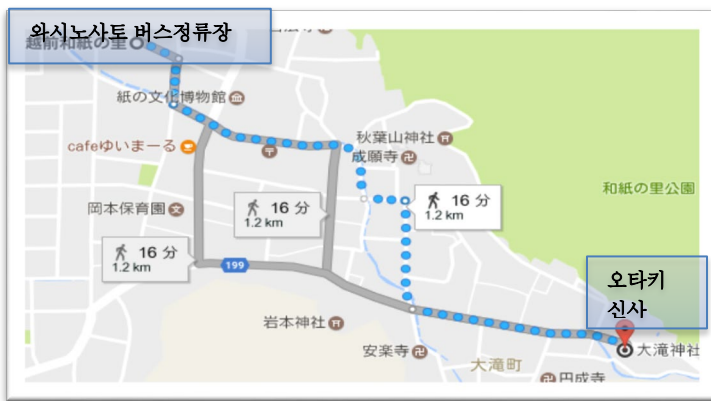 와시노사토 버스정류장
越前和紙の里
紙の文化博物館
cafeゆいまーる
秋葉山神社
成願寺
和紙の里公園
岡本保育園
16 分
1.2 km
16 分
1.2 km
16 分
1.2 km
199
오타키
신사
岩本神社
安楽寺
大滝町
大滝神社
円成寺